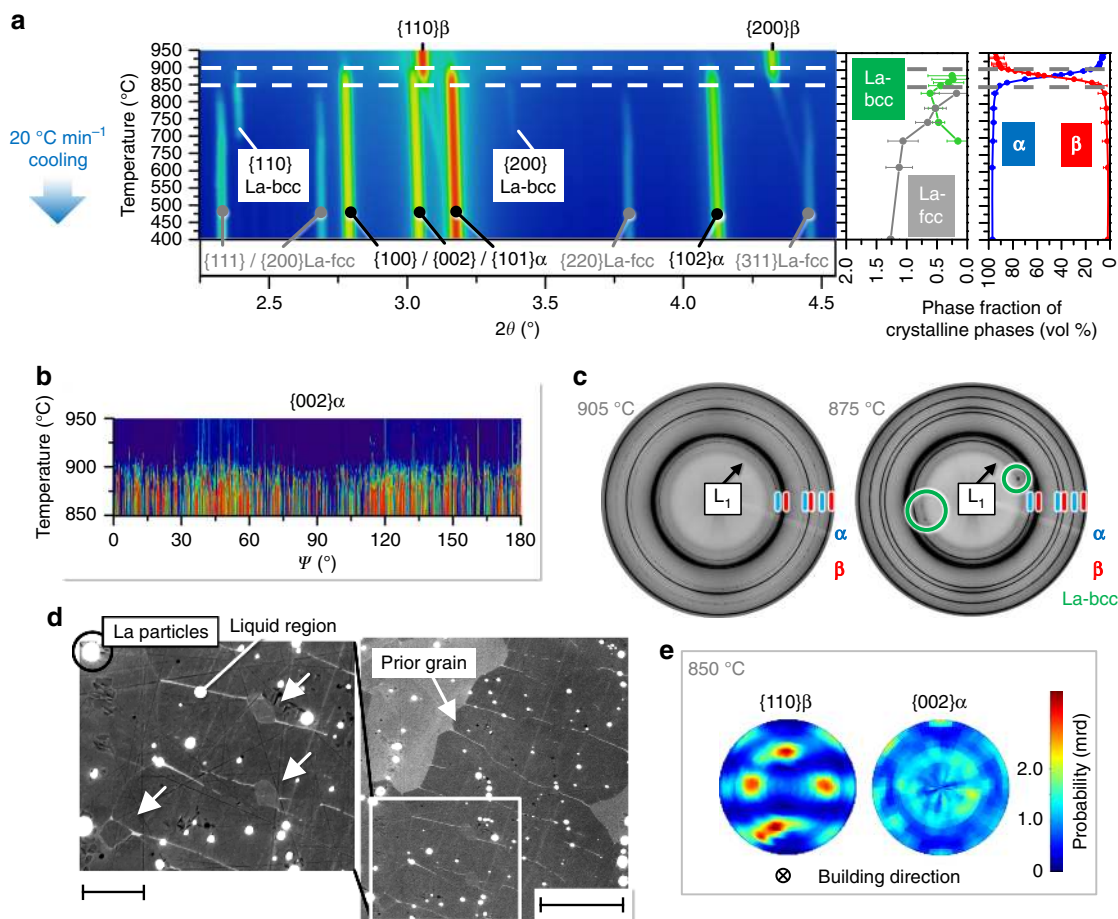 a
{110}β
{200}β
950
900
850
800
750
700
650
600
550
500
450
400
Temperature (°C)
20 °C min⁻¹
cooling
{110}
La-bcc
{200}
La-bcc
{111} / {200}La-fcc
{100} / {002} / {101}α
{220}La-fcc
{102}α
{311}La-fcc
2.5
3.0
3.5
4.0
4.5
2θ (°)
La-
bcc
La-
fcc
α
β
2.0
1.5
1.0
0.5
0.0
100
80
60
40
20
0
Phase fraction of
crystalline phases (vol %)
b
{002}α
950
900
850
Temperature (°C)
0
30
60
90
120
150
180
Ψ (°)
c
905 °C
875 °C
L₁
L₁
α
β
α
β
La-bcc
d
La particles
Liquid region
Prior grain
e
850 °C
{110}β
{002}α
2.0
1.0
0
Probability (mrd)
⊗ Building direction